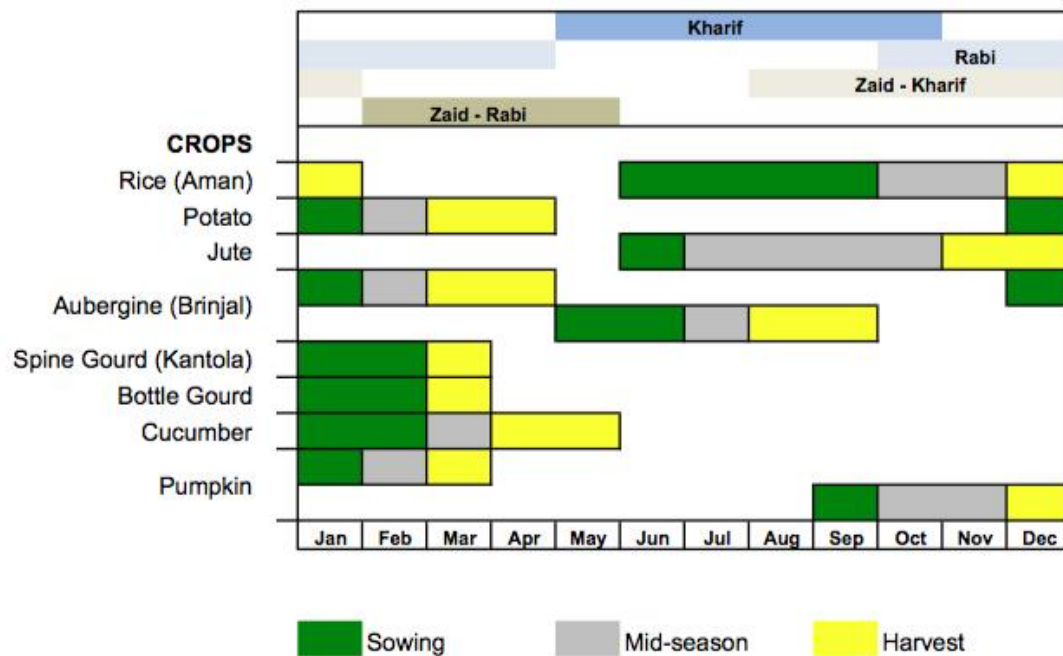 Kharif
Rabi
Zaid - Kharif
Zaid - Rabi
CROPS
Rice (Aman)
Potato
Jute
Aubergine (Brinjal)
Spine Gourd (Kantola)
Bottle Gourd
Cucumber
Pumpkin
Jan Feb Mar Apr May Jun Jul Aug Sep Oct Nov Dec
Sowing Mid-season Harvest